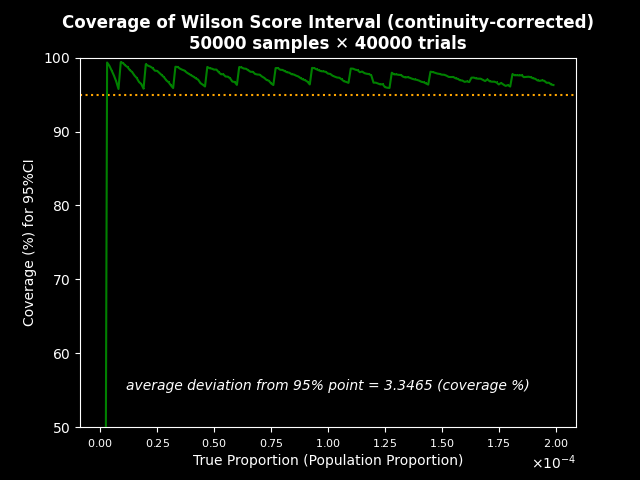 Coverage of Wilson Score Interval (continuity-corrected)
50000 samples × 40000 trials
100
90
80
70
60
50
Coverage (%) for 95%CI
average deviation from 95% point = 3.3465 (coverage %)
0.00 0.25 0.50 0.75 1.00 1.25 1.50 1.75 2.00
True Proportion (Population Proportion)
×10⁻⁴